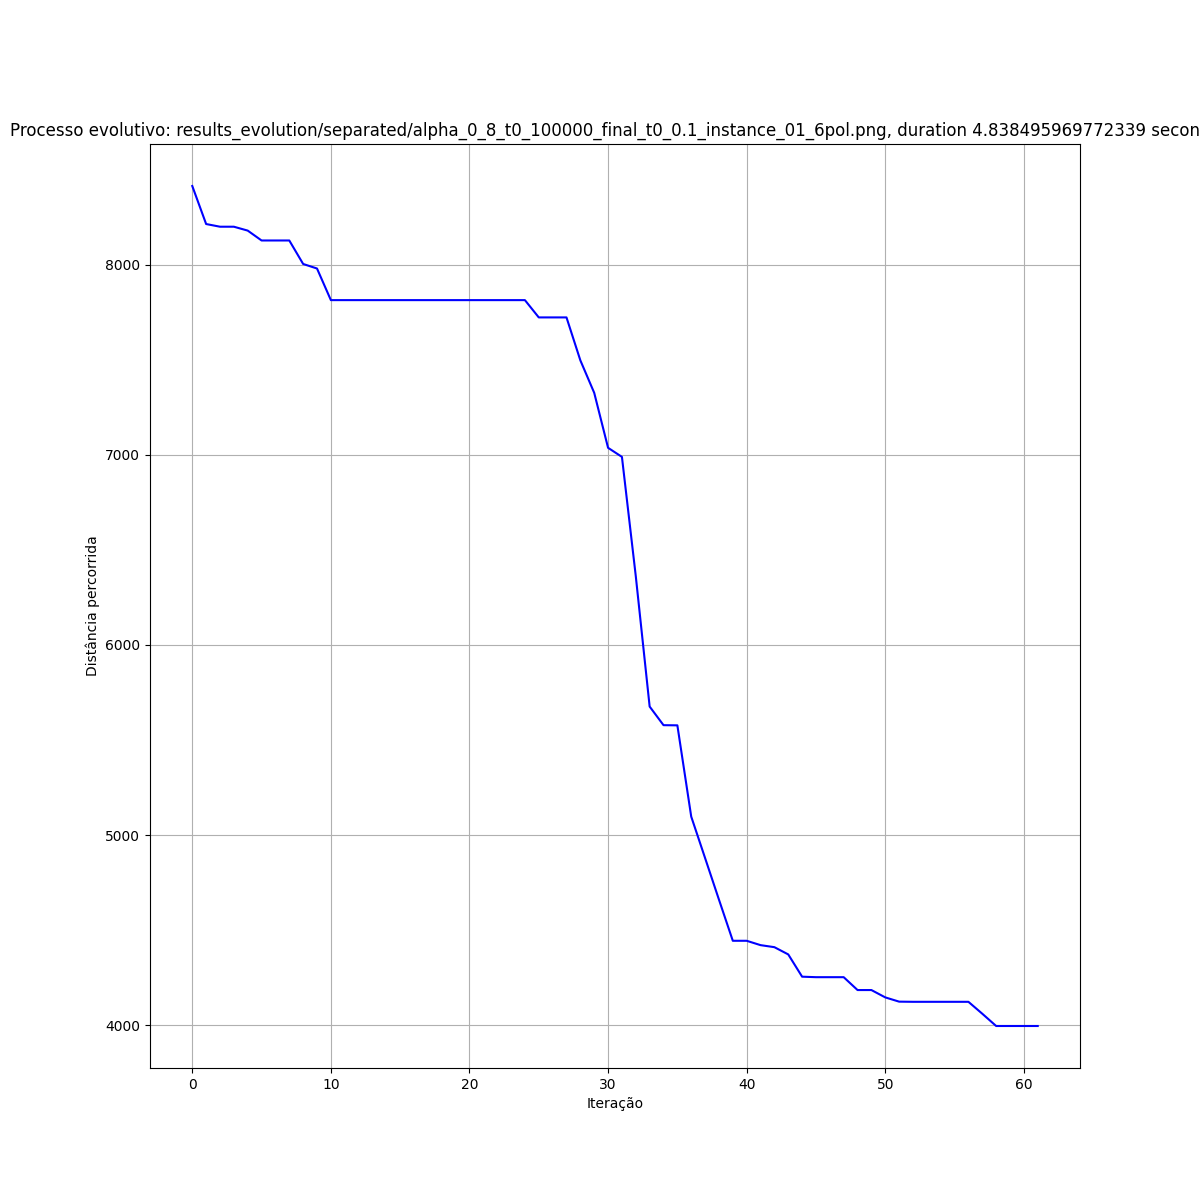 Processo evolutivo: results_evolution/separated/alpha_0_8_t0_100000_final_t0_0.1_instance_01_6pol.png, duration 4.838495969772339 secon
8000
7000
6000
5000
4000
Distância percorrida
0 10 20 30 40 50 60
Iteração